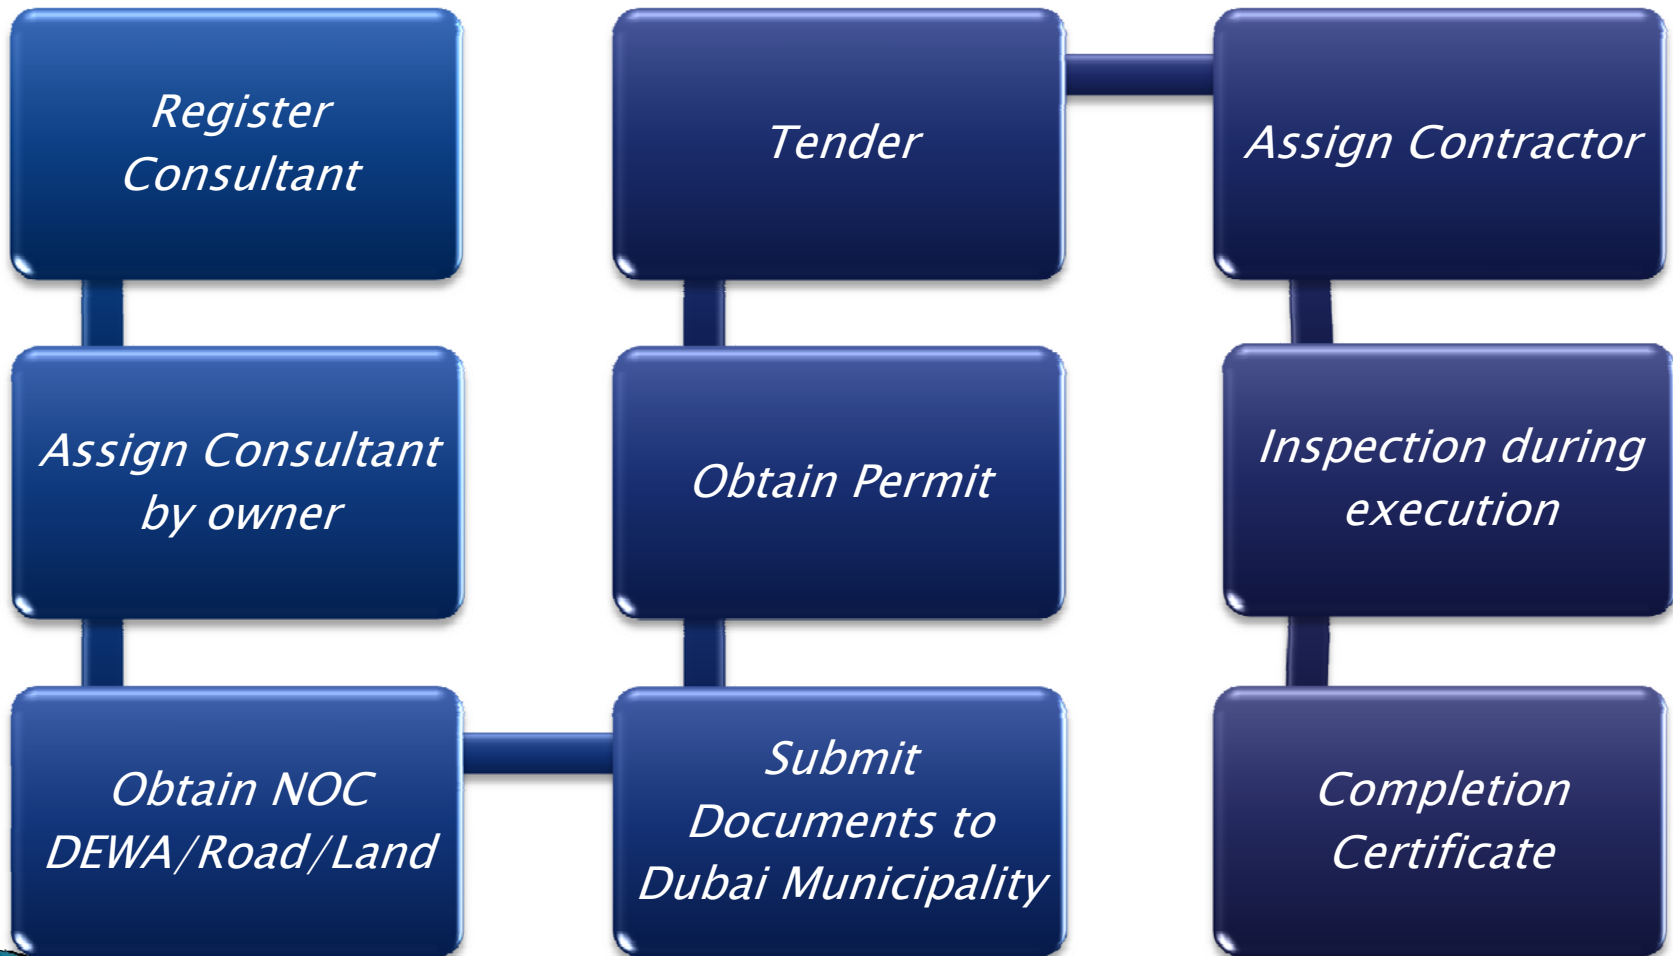 Register
Consultant
Assign Consultant
by owner
Obtain NOC
DEWA/Road/Land
Submit
Documents to
Dubai Municipality
Obtain Permit
Tender
Assign Contractor
Inspection during
execution
Completion
Certificate